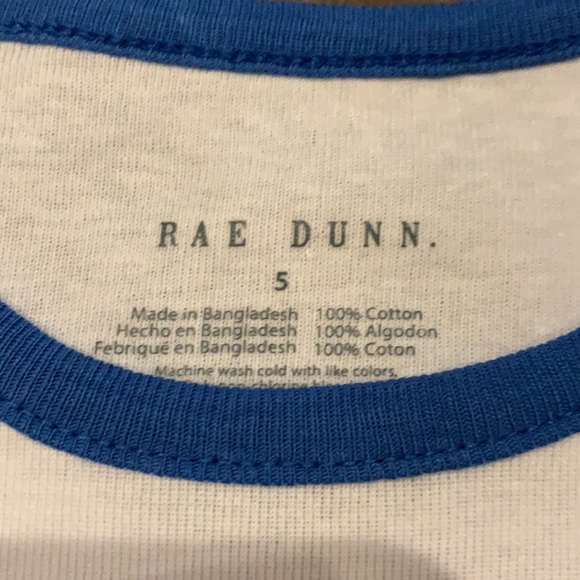 RAE DUNN.
5
Made in Bangladesh 100% Cotton
Hecho en Bangladesh 100% Algodon
Febriqué en Bangladesh 100% Coton
Machine wash cold with like colors,